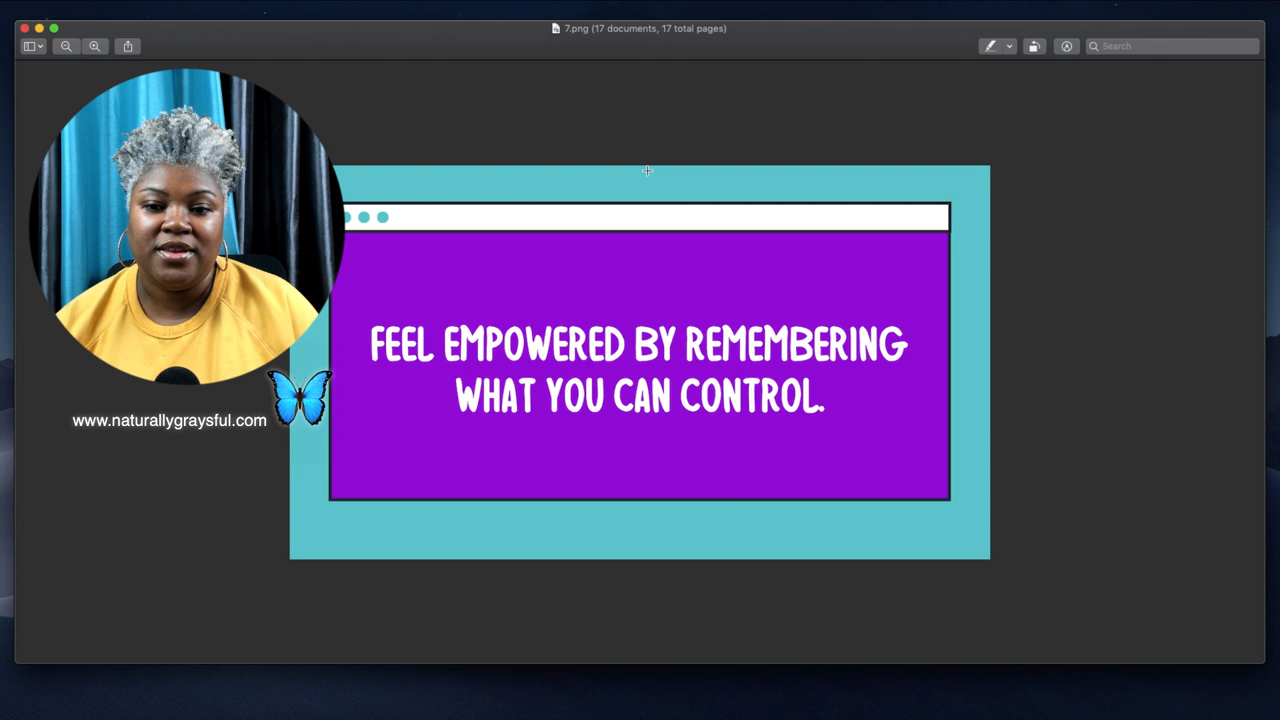 7.png (17 documents, 17 total pages)
Search
FEEL EMPOWERED BY REMEMBERING
WHAT YOU CAN CONTROL.
www.naturallygraysful.com